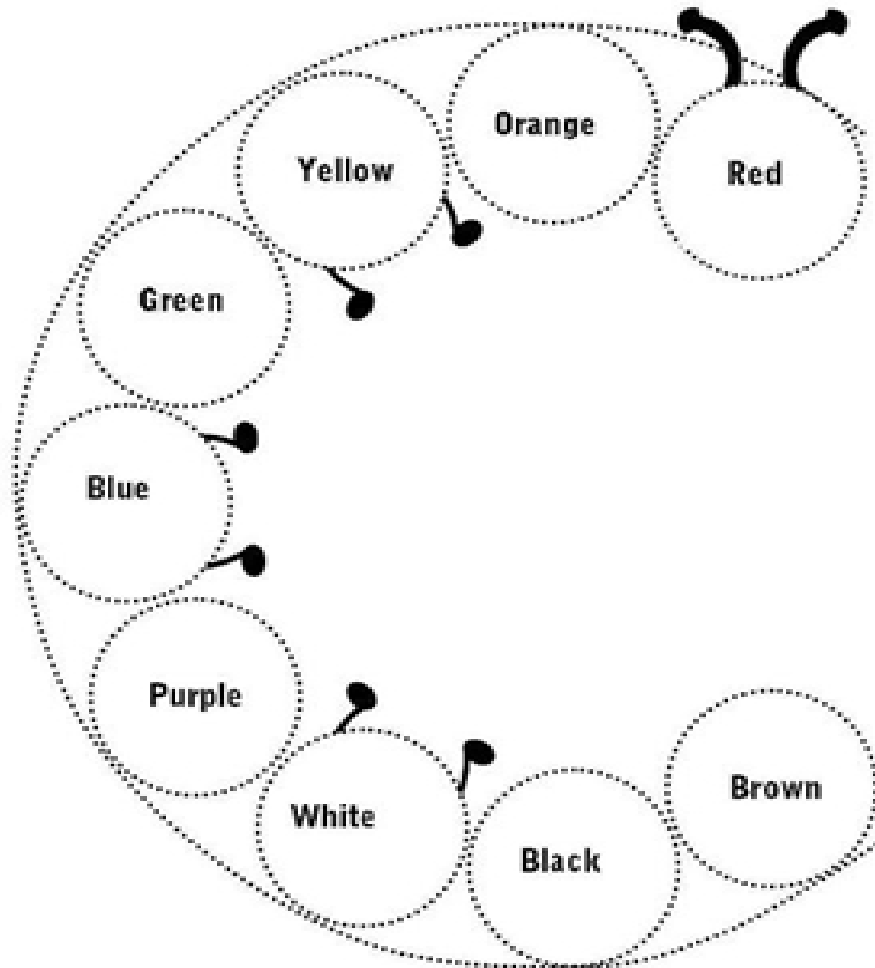 Red
Orange
Yellow
Green
Blue
Purple
White
Black
Brown